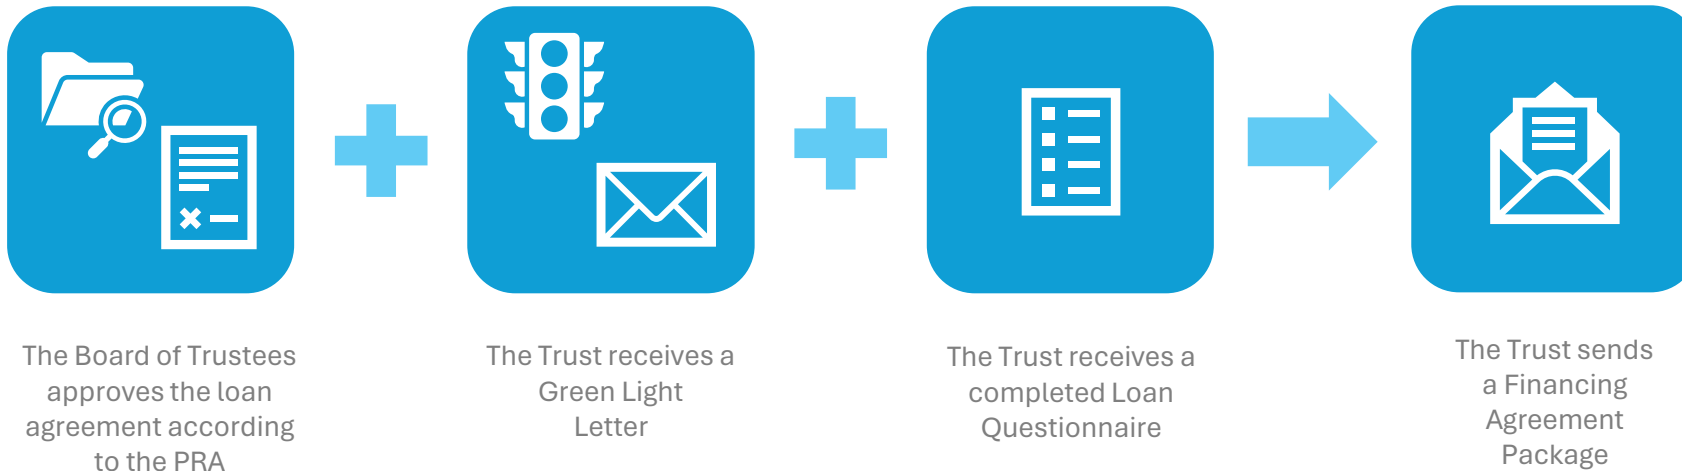 The Board of Trustees
approves the loan
agreement according
to the PRA
The Trust receives a
Green Light
Letter
The Trust receives a
completed Loan
Questionnaire
The Trust sends
a Financing
Agreement
Package